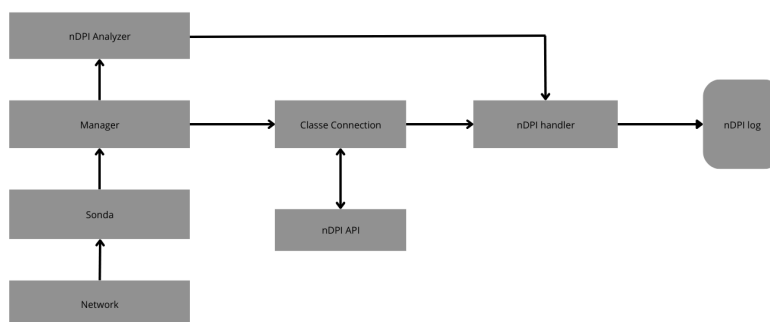 nDPI Analyzer
Manager
Classe Connection
nDPI handler
nDPI log
Sonda
nDPI API
Network